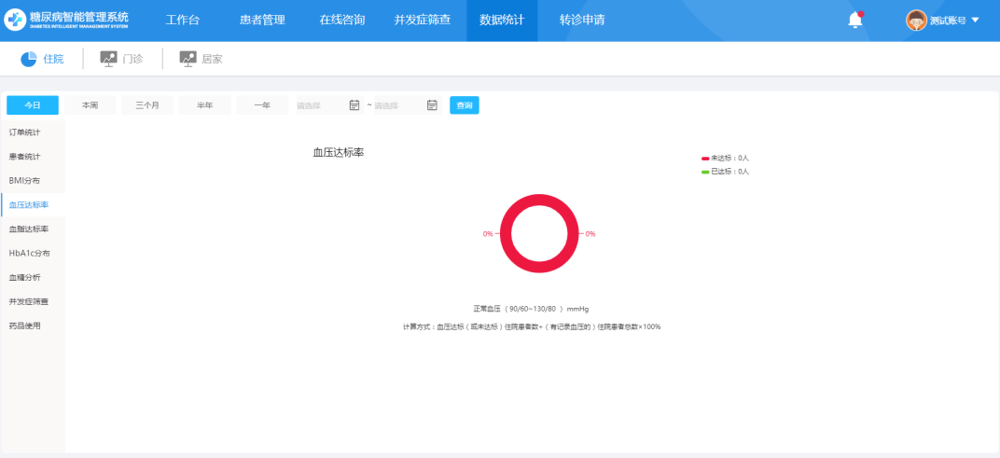 糖尿病智能管理系统 工作台 患者管理 在线咨询 并发症筛查 数据统计 转诊申请 测试账号
DIABETES INTELLIGENT MANAGEMENT SYSTEM
住院 门诊 居家
今日 本周 三个月 半年 一年 请选择 ~ 请选择 查询
订单统计
患者统计
BMI分布
血压达标率
血脂达标率
HbA1c分布
血糖分析
并发症筛查
药品使用
血压达标率
未达标：0人
已达标：0人
0% 0%
正常血压（90/60~130/80 ）mmHg
计算方式：血压达标（或未达标）住院患者数÷（有记录血压的）住院患者总数×100%